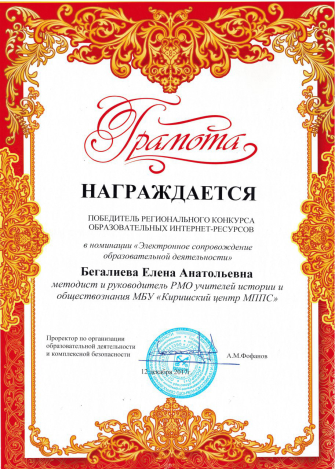 Грамота
НАГРАЖДАЕТСЯ
ПОБЕДИТЕЛЬ РЕГИОНАЛЬНОГО КОНКУРСА
ОБРАЗОВАТЕЛЬНЫХ ИНТЕРНЕТ-РЕСУРСОВ
в номинации «Электронное сопровождение
образовательной деятельности»
Бегалиева Елена Анатольевна
методист и руководитель РМО учителей истории и
обществознания МБУ «Киришский центр МППС»
Проректор по организации
образовательной деятельности
и комплексной безопасности
А.М.Фофанов
12 декабря 2017г.